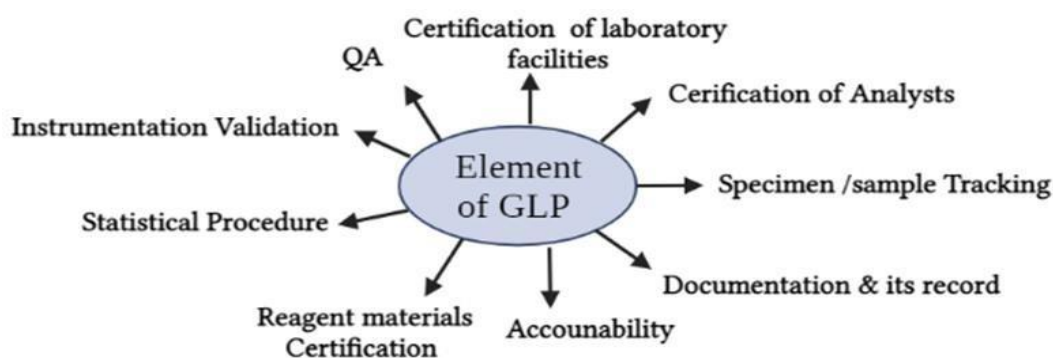 Certification of laboratory
facilities
QA
Cerification of Analysts
Instrumentation Validation
Element
of GLP
Specimen /sample Tracking
Statistical Procedure
Documentation & its record
Reagent materials
Certification
Accounability